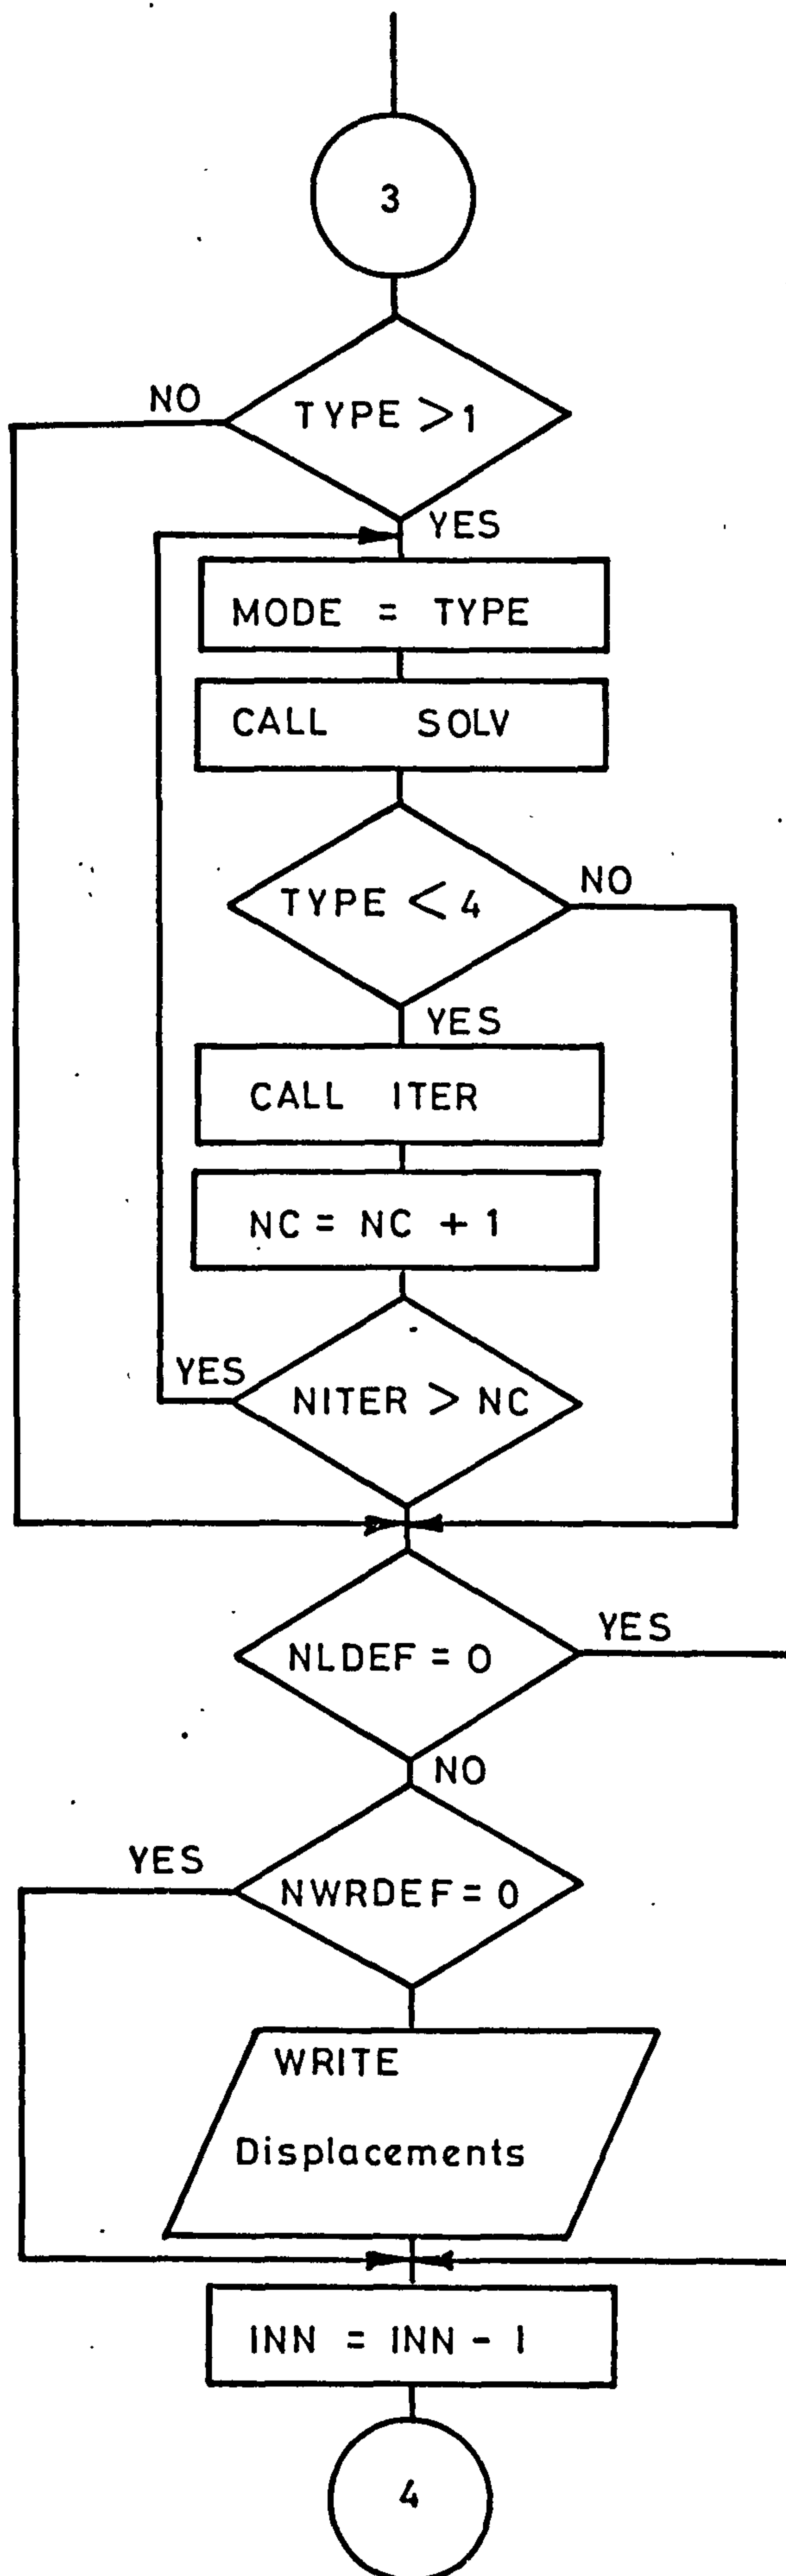 3
NO
TYPE > 1
YES
MODE = TYPE
CALL SOLV
NO
TYPE < 4
YES
CALL ITER
NC = NC + 1
YES
NITER > NC
YES
NLDEF = 0
NO
YES
NWRDEF = 0
WRITE
Displacements
INN = INN - 1
4